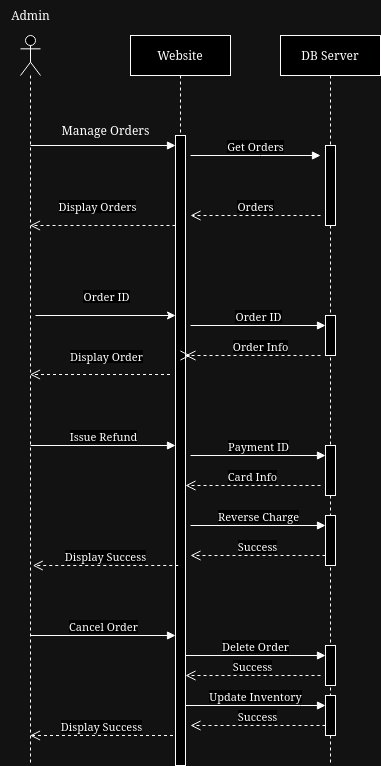 Admin
Website
DB Server
Manage Orders
Get Orders
Display Orders
Orders
Order ID
Order ID
Display Order
Order Info
Issue Refund
Payment ID
Card Info
Reverse Charge
Success
Display Success
Cancel Order
Delete Order
Success
Update Inventory
Success
Display Success